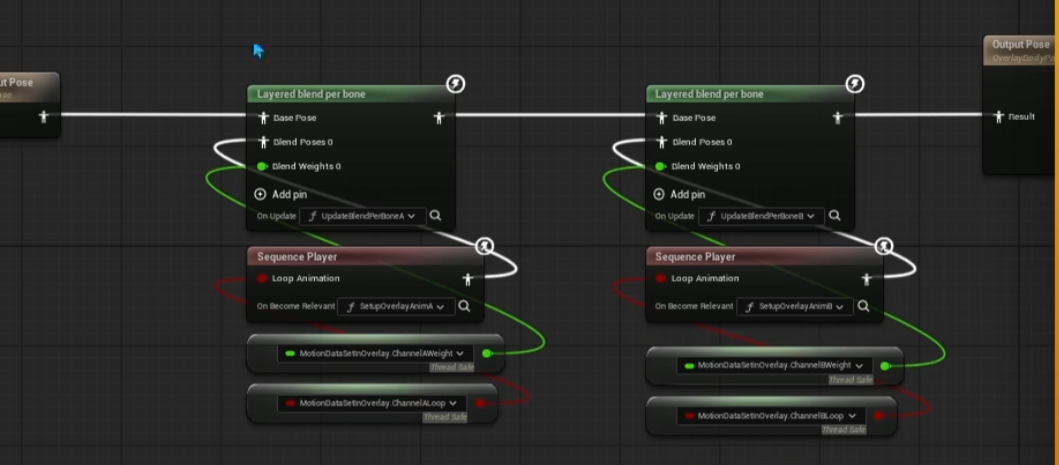 ut Pose
ose
Layered blend per bone
Base Pose
Blend Poses 0
Blend Weights 0
Add pin
On Update
UpdateBlendPerBoneA
Sequence Player
Loop Animation
On Become Relevant
SetupOverlayAnimA
MotionDataSetInOverlay.ChannelAWeight
Thread Safe
MotionDataSetInOverlay.ChannelALoop
Thread Safe
Layered blend per bone
Base Pose
Blend Poses 0
Blend Weights 0
Add pin
On Update
UpdateBlendPerBoneB
Sequence Player
Loop Animation
On Become Relevant
SetupOverlayAnimB
MotionDataSetInOverlay.ChannelBWeight
Thread Safe
MotionDataSetInOverlay.ChannelBLoop
Thread Safe
Output Pose
OverlayBodyPa
Result